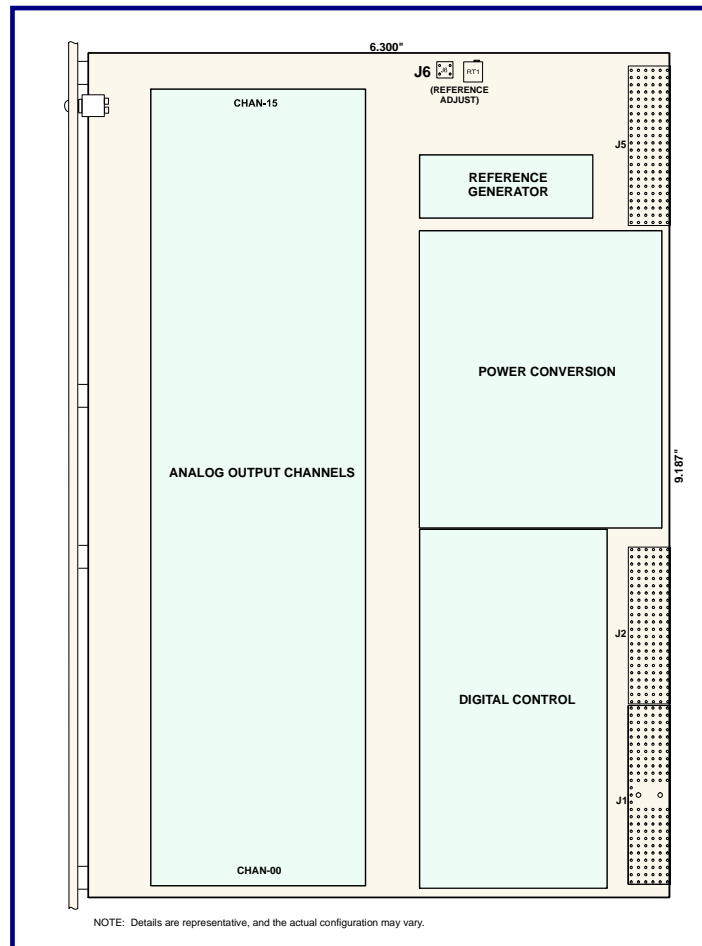 6.300"
J6
J6
RT1
(REFERENCE
ADJUST)
CHAN-15
J5
REFERENCE
GENERATOR
POWER CONVERSION
ANALOG OUTPUT CHANNELS
9.187"
J2
DIGITAL CONTROL
J1
CHAN-00
NOTE: Details are representative, and the actual configuration may vary.